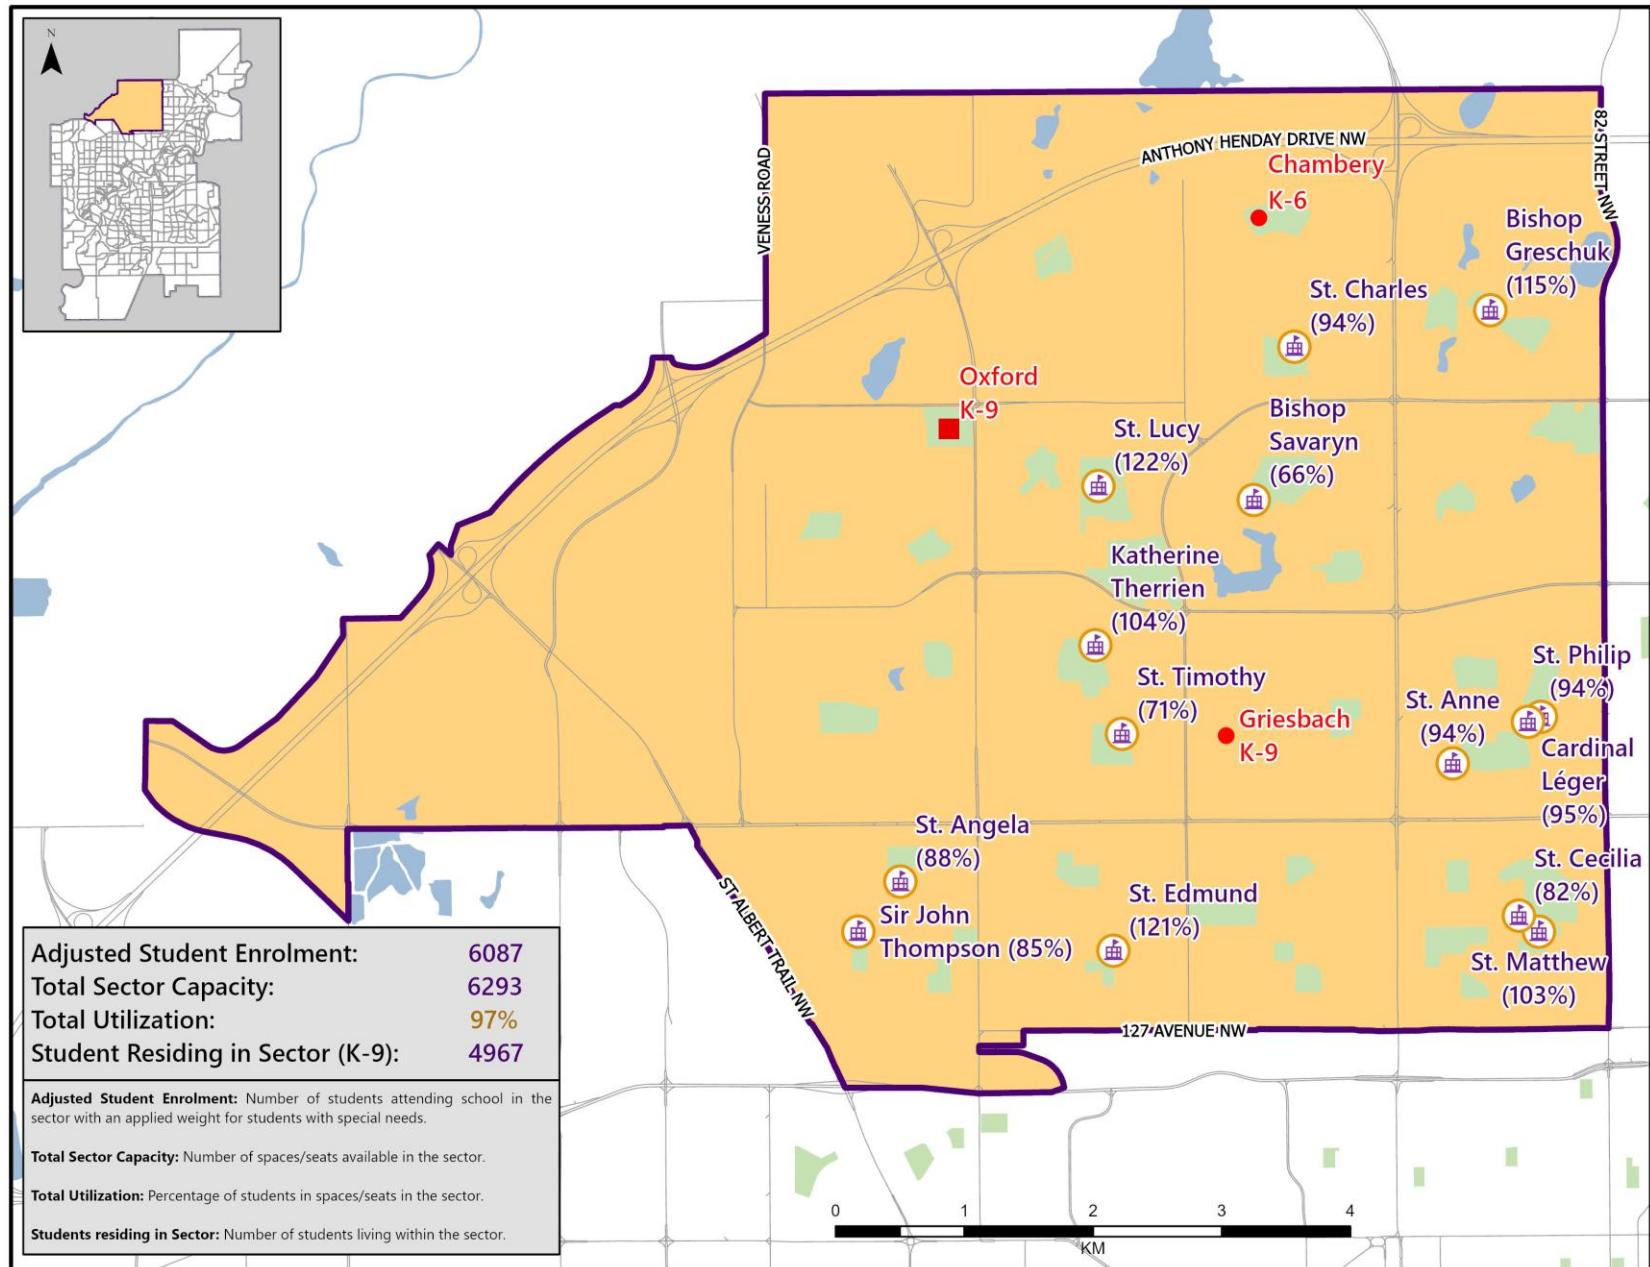 N
ANTHONY HENDAY DRIVE NW
82 STREET NW
VENESS ROAD
Chambery
K-6
Bishop
Greschuk
(115%)
St. Charles
(94%)
Oxford
K-9
Bishop
Savaryn
(66%)
St. Lucy
(122%)
Katherine
Therrien
(104%)
St. Philip
(94%)
St. Timothy
(71%)
St. Anne
(94%)
Griesbach
K-9
Cardinal
Léger
(95%)
St. Angela
(88%)
St. Cecilia
(82%)
St. Edmund
(121%)
Sir John
Thompson (85%)
ST. ALBERT TRAIL NW
St. Matthew
(103%)
127 AVENUE NW
Adjusted Student Enrolment: 6087
Total Sector Capacity: 6293
Total Utilization: 97%
Student Residing in Sector (K-9): 4967
Adjusted Student Enrolment: Number of students attending school in the
sector with an applied weight for students with special needs.
Total Sector Capacity: Number of spaces/seats available in the sector.
Total Utilization: Percentage of students in spaces/seats in the sector.
Students residing in Sector: Number of students living within the sector.
0 1 2 3 4
KM